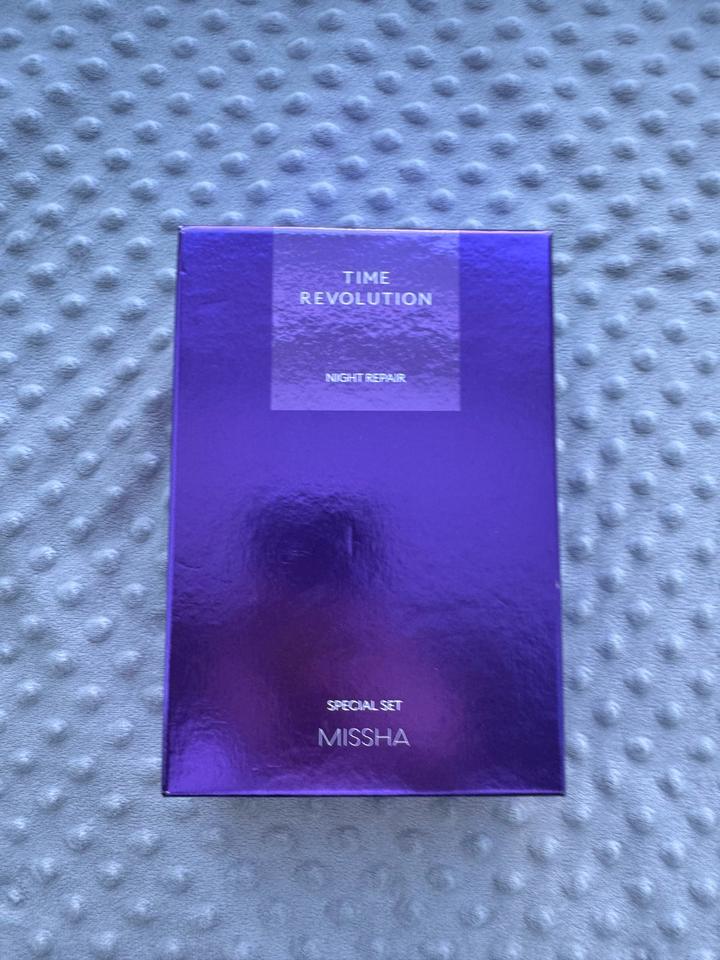 TIME
REVOLUTION
NIGHT REPAIR
SPECIAL SET
MISSHA